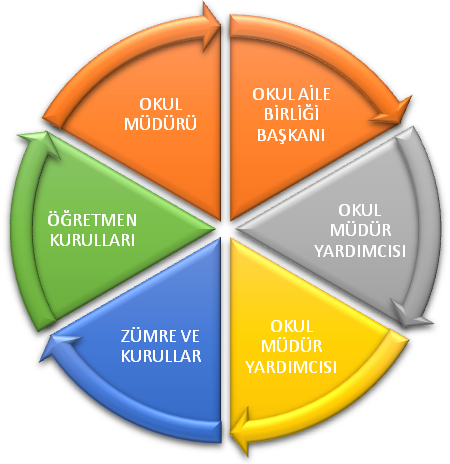 OKUL
MÜDÜRÜ
OKUL AİLE
BİRLİĞİ
BAŞKANI
OKUL
MÜDÜR
YARDIMCISI
OKUL
MÜDÜR
YARDIMCISI
ZÜMRE VE
KURULLAR
ÖĞRETMEN
KURULLARI